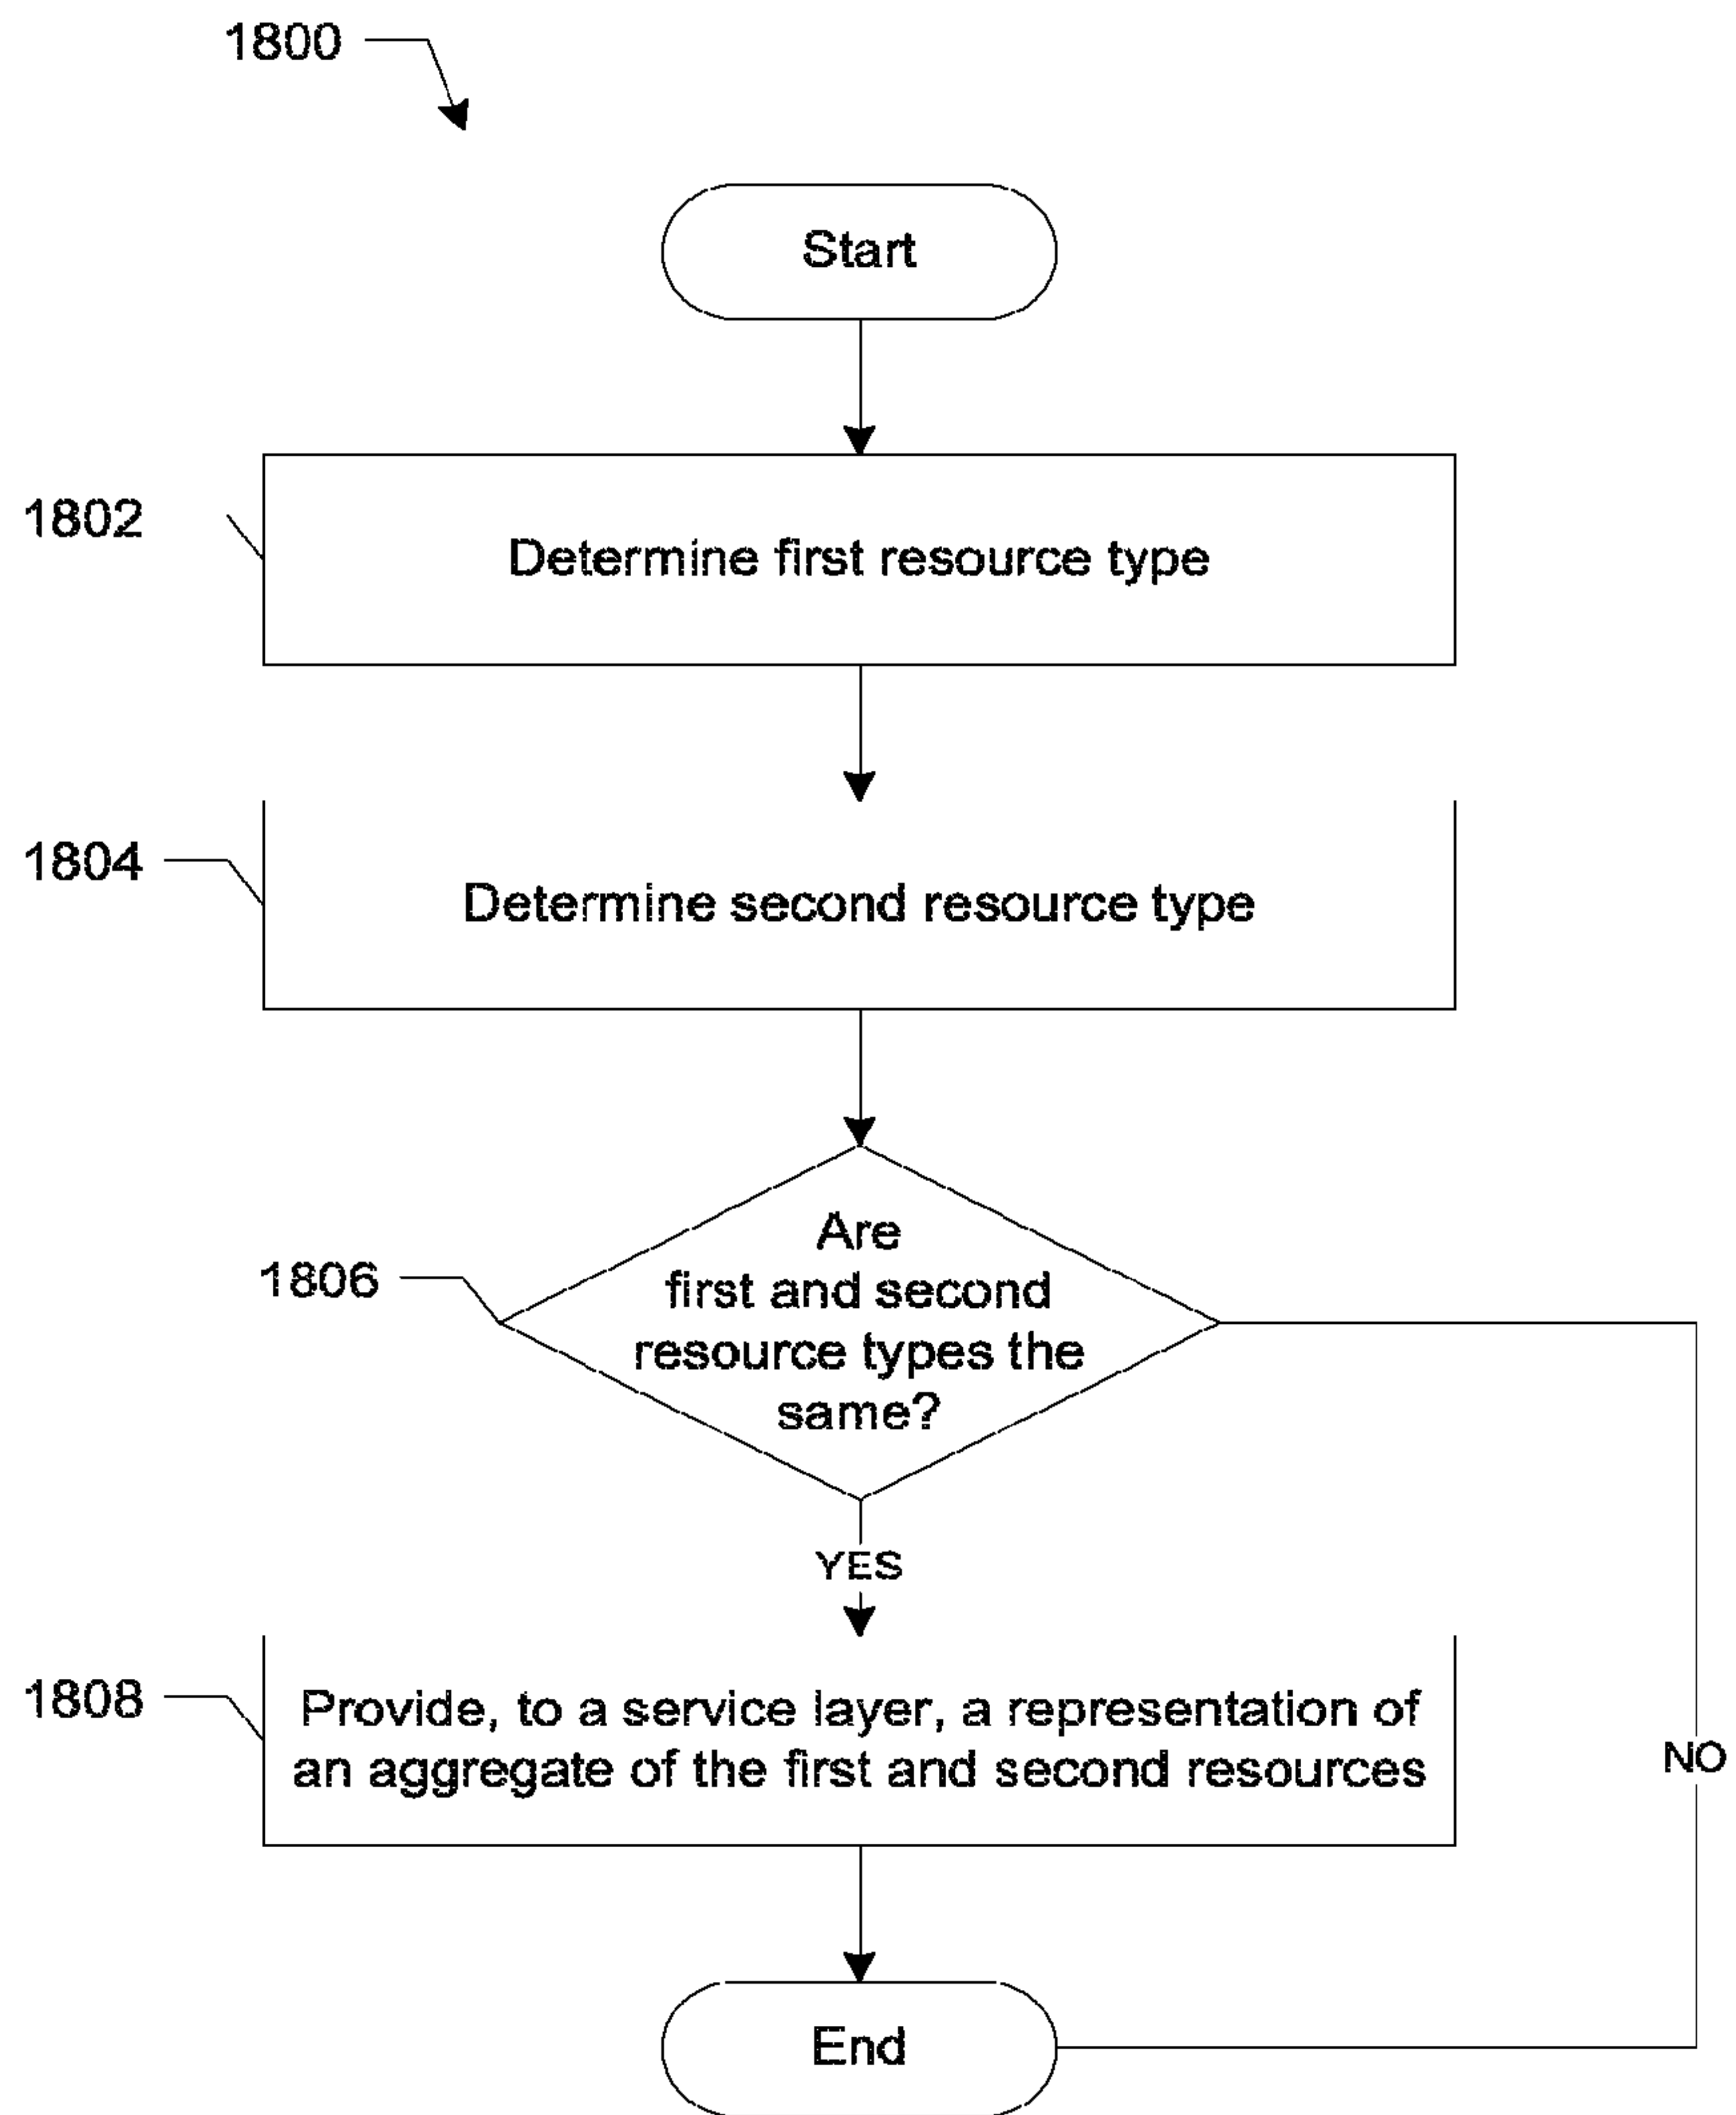 1800
Start
1802
Determine first resource type
1804
Determine second resource type
1806
Are
first and second
resource types the
same?
YES
1808
Provide, to a service layer, a representation of
an aggregate of the first and second resources
NO
End